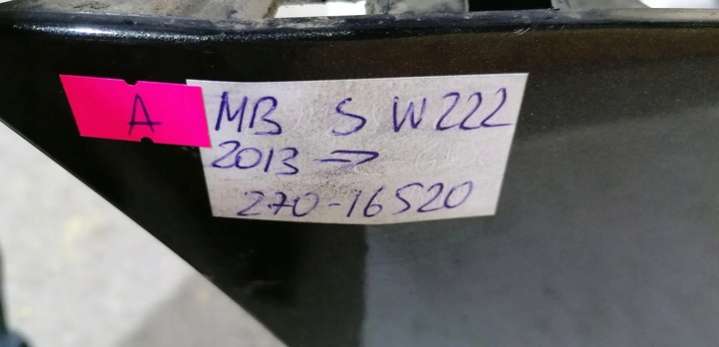 A
MB S W222
2013 =>
270-16520